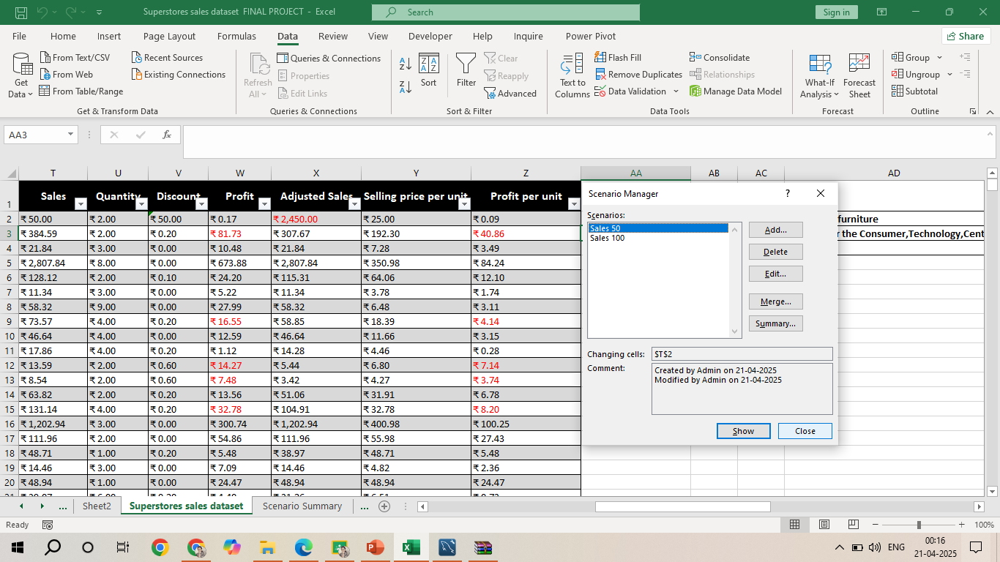 Superstores sales dataset  FINAL PROJECT  -  Excel
Search
Sign in
File Home Insert Page Layout Formulas Data Review View Developer Help Inquire Power Pivot Share
Get Data
From Text/CSV
From Web
From Table/Range
Recent Sources
Existing Connections
Get & Transform Data
Refresh All
Queries & Connections
Properties
Edit Links
Queries & Connections
Sort
Filter
Clear
Reapply
Advanced
Sort & Filter
Text to Columns
Flash Fill
Remove Duplicates
Data Validation
Consolidate
Relationships
Manage Data Model
Data Tools
What-If Analysis
Forecast Sheet
Forecast
Group
Ungroup
Subtotal
Outline
AA3
fx
T U V W X Y Z AA AB AC AD
1 Sales Quantity Discount Profit Adjusted Sales Selling price per unit Profit per unit
2 ₹ 50.00 ₹ 2.00 ₹ 50.00 ₹ 0.17 ₹ 2,450.00 ₹ 25.00 ₹ 0.09 furniture
3 ₹ 384.59 ₹ 2.00 ₹ 0.20 ₹ 81.73 ₹ 307.67 ₹ 192.30 ₹ 40.86 the Consumer,Technology,Cent
4 ₹ 21.84 ₹ 3.00 ₹ 0.00 ₹ 10.48 ₹ 21.84 ₹ 7.28 ₹ 3.49
5 ₹ 2,807.84 ₹ 8.00 ₹ 0.00 ₹ 673.88 ₹ 2,807.84 ₹ 350.98 ₹ 84.24
6 ₹ 128.12 ₹ 2.00 ₹ 0.10 ₹ 24.20 ₹ 115.31 ₹ 64.06 ₹ 12.10
7 ₹ 11.34 ₹ 3.00 ₹ 0.00 ₹ 5.22 ₹ 11.34 ₹ 3.78 ₹ 1.74
8 ₹ 58.32 ₹ 9.00 ₹ 0.00 ₹ 27.99 ₹ 58.32 ₹ 6.48 ₹ 3.11
9 ₹ 73.57 ₹ 4.00 ₹ 0.20 ₹ 16.55 ₹ 58.85 ₹ 18.39 ₹ 4.14
10 ₹ 46.64 ₹ 4.00 ₹ 0.00 ₹ 12.59 ₹ 46.64 ₹ 11.66 ₹ 3.15
11 ₹ 17.86 ₹ 4.00 ₹ 0.20 ₹ 1.12 ₹ 14.28 ₹ 4.46 ₹ 0.28
12 ₹ 13.59 ₹ 2.00 ₹ 0.60 ₹ 14.27 ₹ 5.44 ₹ 6.80 ₹ 7.14
13 ₹ 8.54 ₹ 2.00 ₹ 0.60 ₹ 7.48 ₹ 3.42 ₹ 4.27 ₹ 3.74
14 ₹ 63.82 ₹ 2.00 ₹ 0.20 ₹ 13.56 ₹ 51.06 ₹ 31.91 ₹ 6.78
15 ₹ 131.14 ₹ 4.00 ₹ 0.20 ₹ 32.78 ₹ 104.91 ₹ 32.78 ₹ 8.20
16 ₹ 1,202.94 ₹ 3.00 ₹ 0.00 ₹ 300.74 ₹ 1,202.94 ₹ 400.98 ₹ 100.25
17 ₹ 111.96 ₹ 2.00 ₹ 0.00 ₹ 54.86 ₹ 111.96 ₹ 55.98 ₹ 27.43
18 ₹ 48.71 ₹ 1.00 ₹ 0.20 ₹ 5.48 ₹ 38.97 ₹ 48.71 ₹ 5.48
19 ₹ 14.46 ₹ 3.00 ₹ 0.00 ₹ 7.09 ₹ 14.46 ₹ 4.82 ₹ 2.36
20 ₹ 48.94 ₹ 1.00 ₹ 0.00 ₹ 24.47 ₹ 48.94 ₹ 48.94 ₹ 24.47
Scenario Manager ?
Scenarios:
Sales 50
Sales 100
Add...
Delete
Edit...
Merge...
Summary...
Changing cells: $T$2
Comment: Created by Admin on 21-04-2025
Modified by Admin on 21-04-2025
Show Close
... Sheet2 Superstores sales dataset Scenario Summary ...
Ready 100%
ENG 00:16
21-04-2025